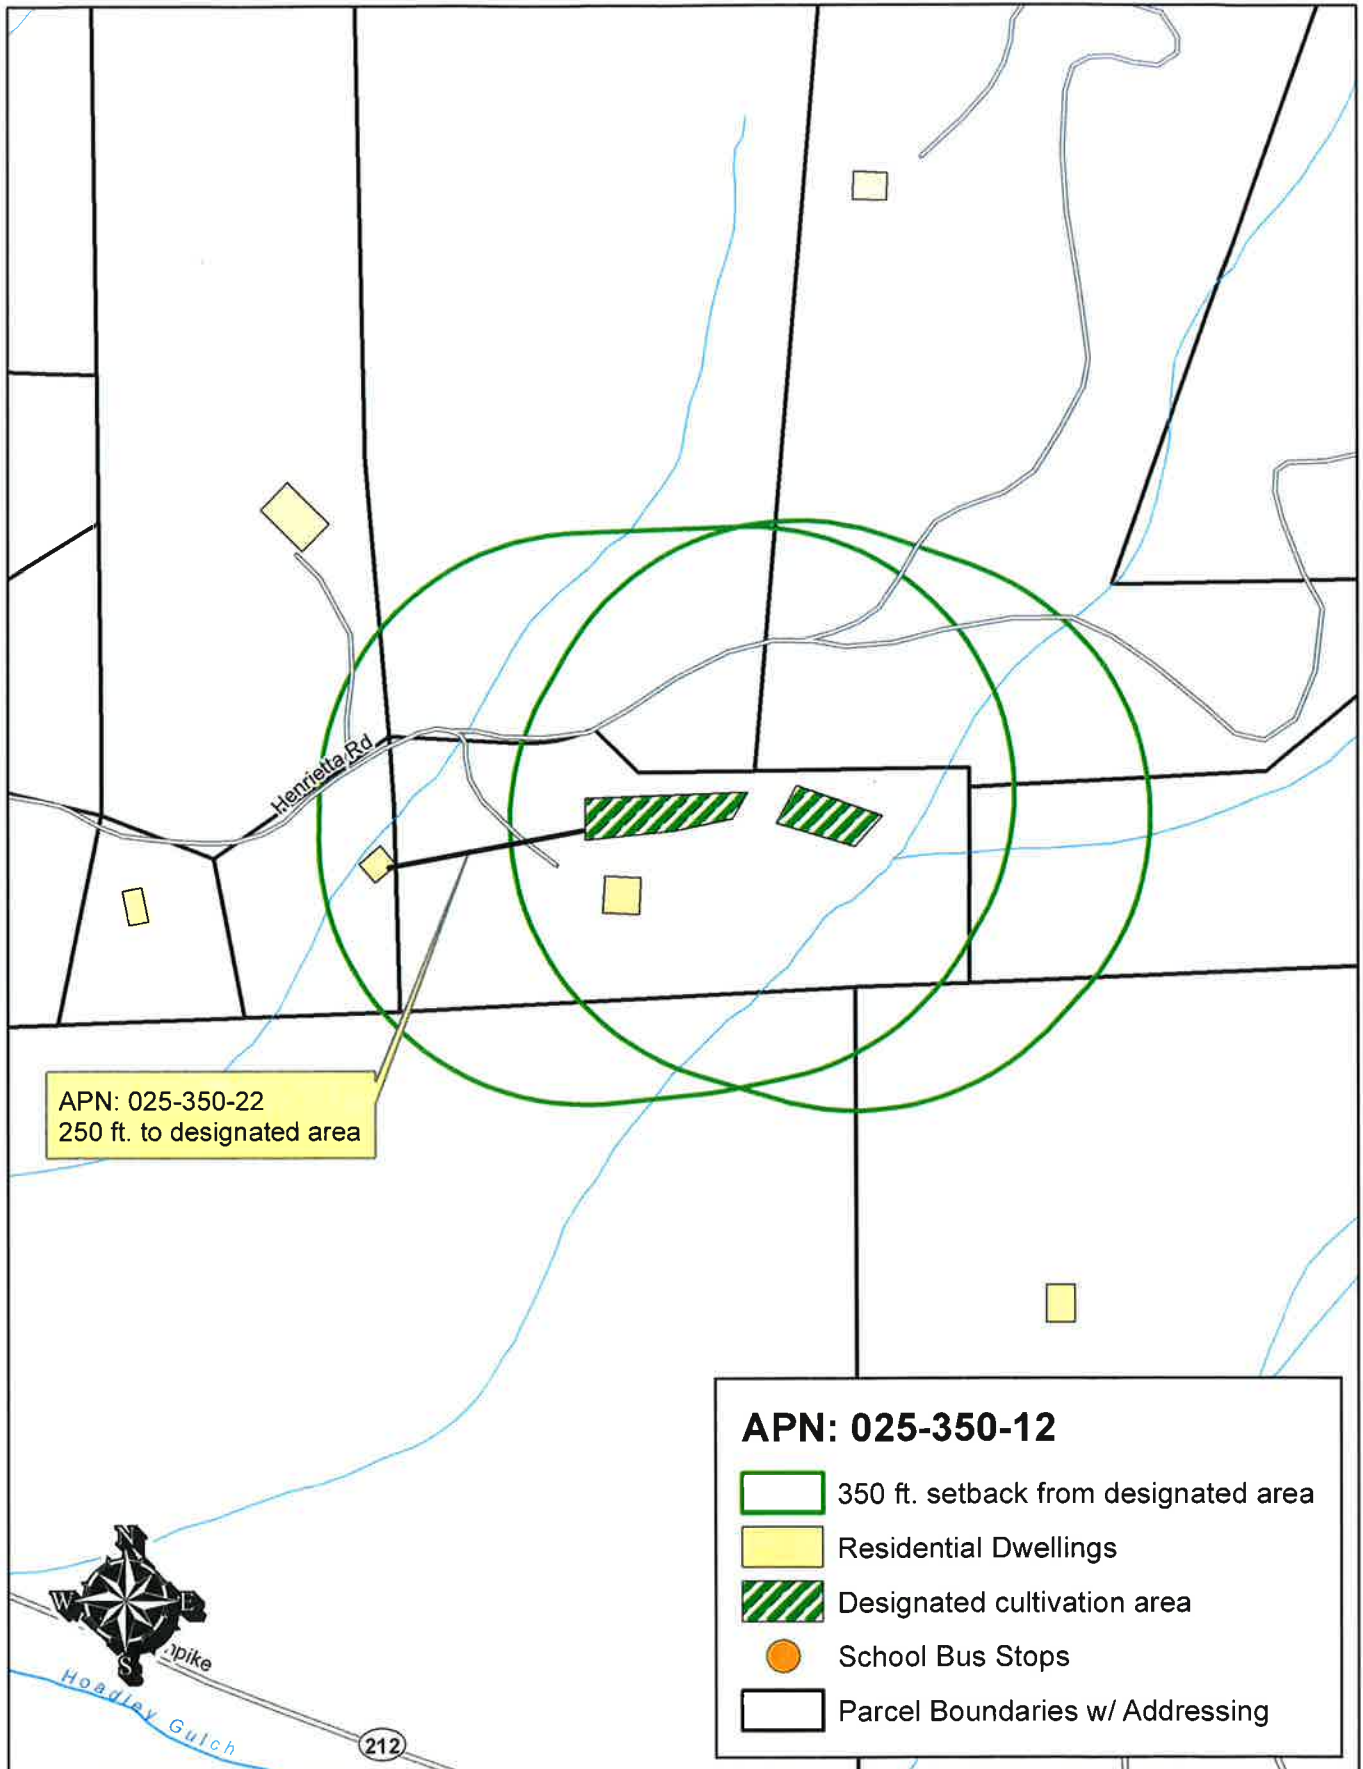 Henrietta Rd
APN: 025-350-22
250 ft. to designated area
APN: 025-350-12
350 ft. setback from designated area
Residential Dwellings
Designated cultivation area
School Bus Stops
Parcel Boundaries w/ Addressing
N
W E
S
Hoadley Gulch
212